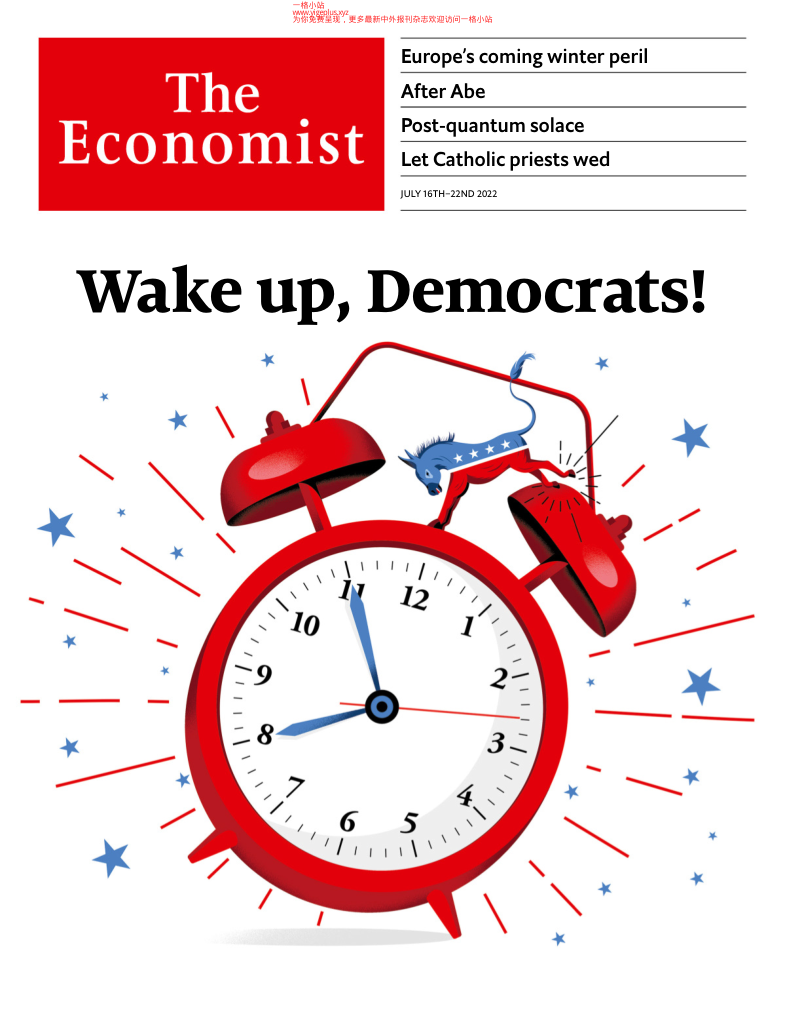 一格小站
www.yigeplus.xyz
为你免费呈现，更多最新中外报刊杂志欢迎访问一格小站
The
Economist
Europe's coming winter peril
After Abe
Post-quantum solace
Let Catholic priests wed
JULY 16TH–22ND 2022
Wake up, Democrats!
11
12
10
1
9
2
8
3
7
4
6
5